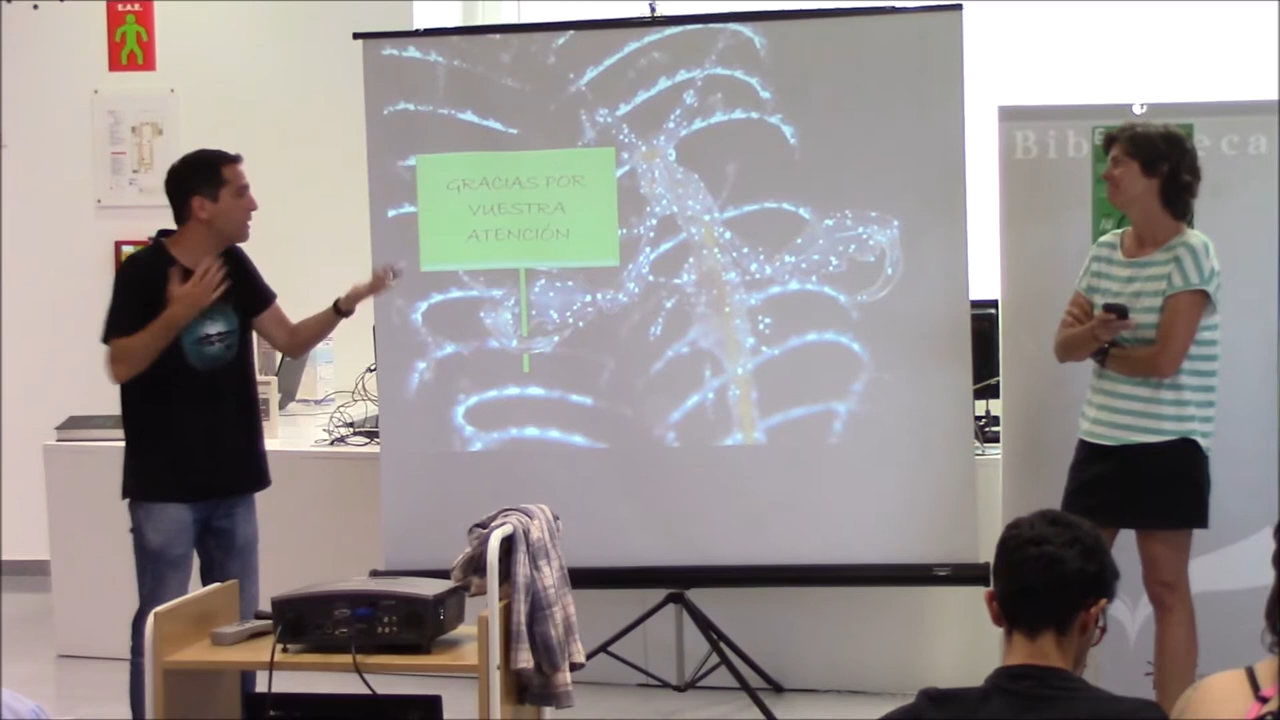 E.A.E.
GRACIAS POR
VUESTRA
ATENCIÓN
Bib
eca